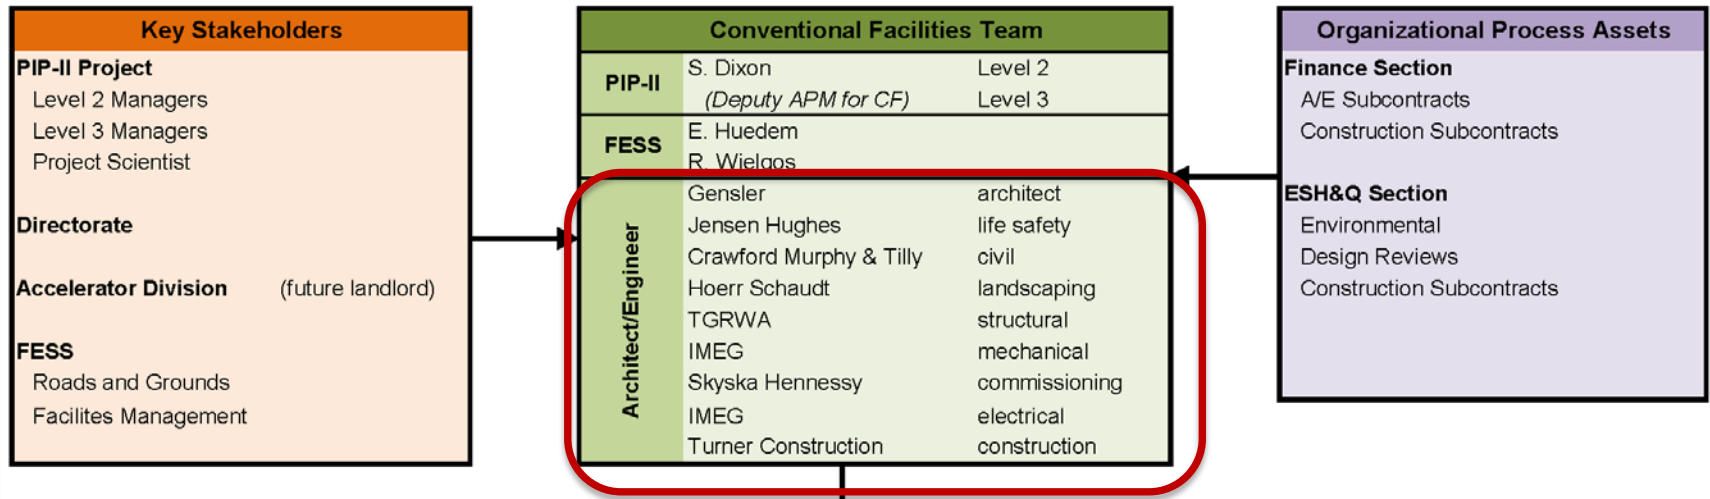 Key Stakeholders
PIP-II Project
Level 2 Managers
Level 3 Managers
Project Scientist
Directorate
Accelerator Division (future landlord)
FESS
Roads and Grounds
Facilites Management
Conventional Facilities Team
PIP-II
S. Dixon Level 2
(Deputy APM for CF) Level 3
FESS
E. Huedem
R. Wielgos
Architect/Engineer
Gensler architect
Jensen Hughes life safety
Crawford Murphy & Tilly civil
Hoerr Schaudt landscaping
TGRWA structural
IMEG mechanical
Skyska Hennessy commissioning
IMEG electrical
Turner Construction construction
Organizational Process Assets
Finance Section
A/E Subcontracts
Construction Subcontracts
ESH&Q Section
Environmental
Design Reviews
Construction Subcontracts